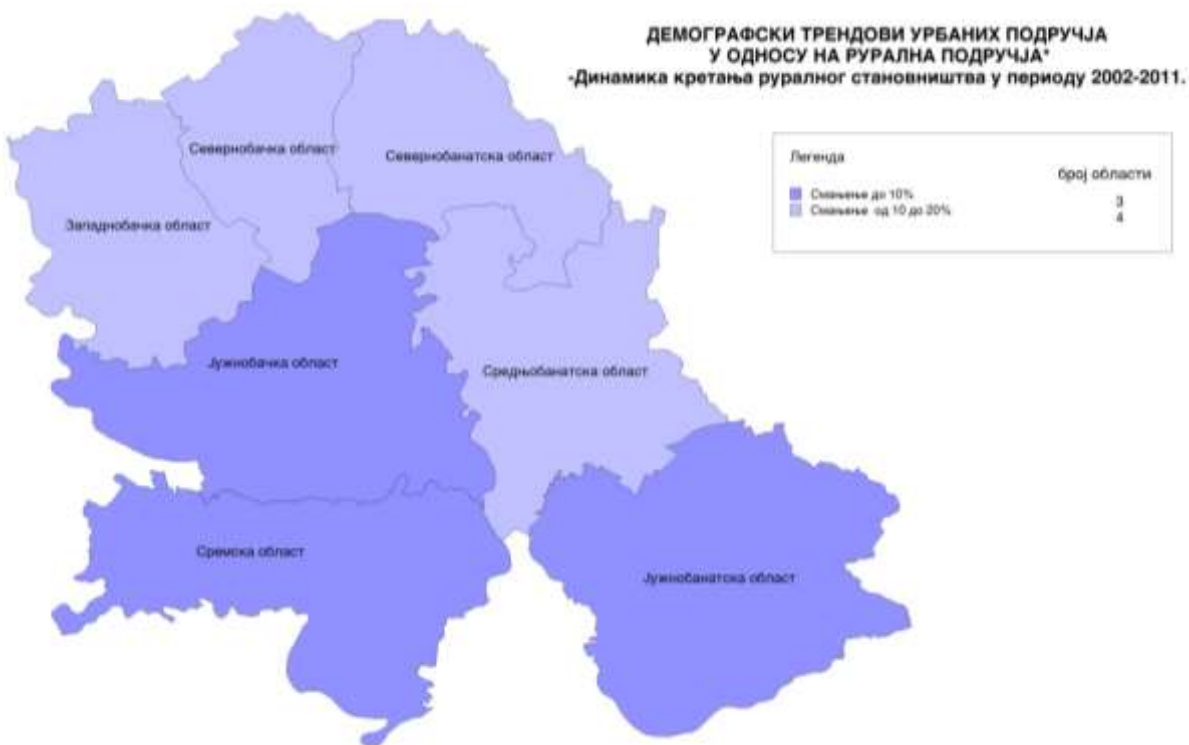 ДЕМОГРАФСКИ ТРЕНДОВИ УРБАНИХ ПОДРУЧЈА
У ОДНОСУ НА РУРАЛНА ПОДРУЧЈА*
-Динамика кретања руралног становништва у периоду 2002-2011.
Легенда
број области
Смањење до 10% 3
Смањење од 10 до 20% 4
Севернобачка област
Севернобанатска област
Западнобачка област
Јужнобачка област
Средњобанатска област
Сремска област
Јужнобанатска област